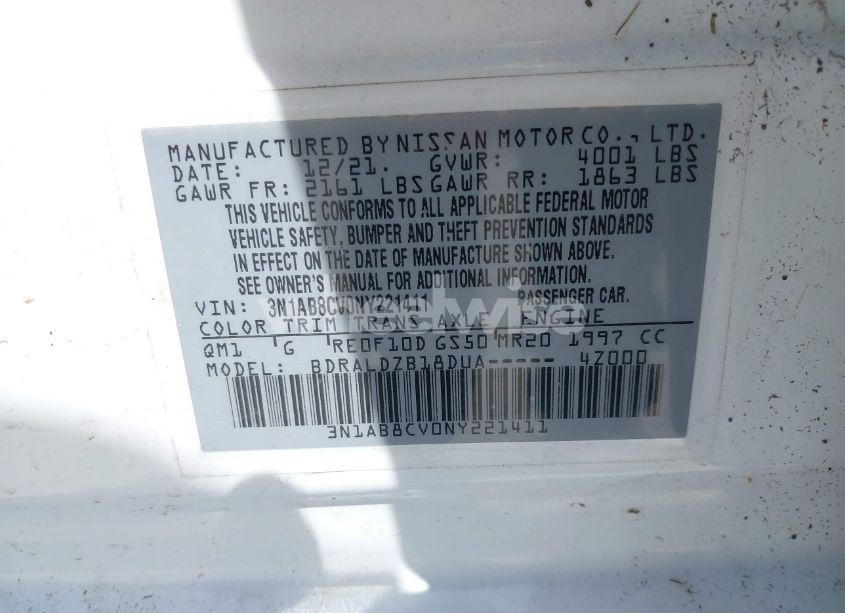 MANUFACTURED BY NISSAN MOTOR CO., LTD.
DATE: 12/21. GVWR: 4001 LBS
GAWR FR: 2161 LBS GAWR RR: 1863 LBS
THIS VEHICLE CONFORMS TO ALL APPLICABLE FEDERAL MOTOR
VEHICLE SAFETY, BUMPER AND THEFT PREVENTION STANDARDS
IN EFFECT ON THE DATE OF MANUFACTURE SHOWN ABOVE.
SEE OWNER'S MANUAL FOR ADDITIONAL INFORMATION.
VIN: 3N1AB8CV0NY221411 PASSENGER CAR.
COLOR TRIM TRANS AXLE ENGINE
QM1 G RE0F10D GS50 MR20 1997 CC
MODEL: BDRALDZB18DUA----- 4Z000
3N1AB8CV0NY221411